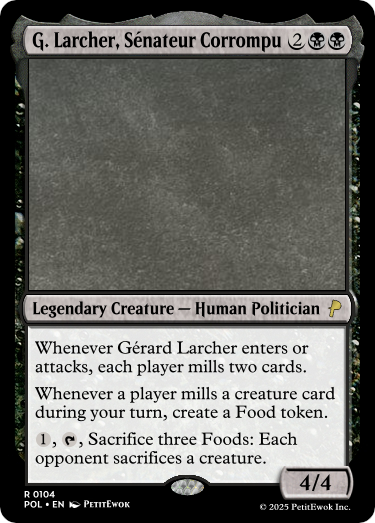 G. Larcher, Sénateur Corrompu 2
Legendary Creature — Human Politician P
Whenever Gérard Larcher enters or
attacks, each player mills two cards.
Whenever a player mills a creature card
during your turn, create a Food token.
1, , Sacrifice three Foods: Each
opponent sacrifices a creature.
4/4
R 0104
POL • EN PetitEwok
© 2025 PetitEwok Inc.